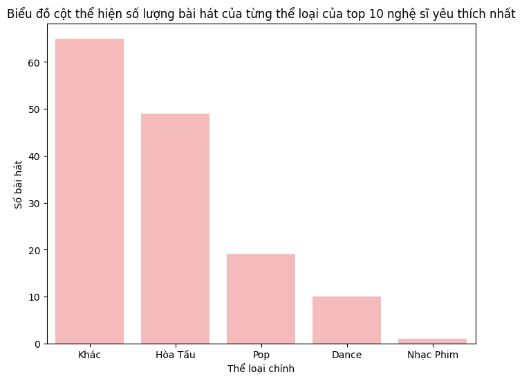 Biểu đồ cột thể hiện số lượng bài hát của từng thể loại của top 10 nghệ sĩ yêu thích nhất
60
50
40
30
20
10
0
Số bài hát
Khác Hòa Tấu Pop Dance Nhạc Phim
Thể loại chính